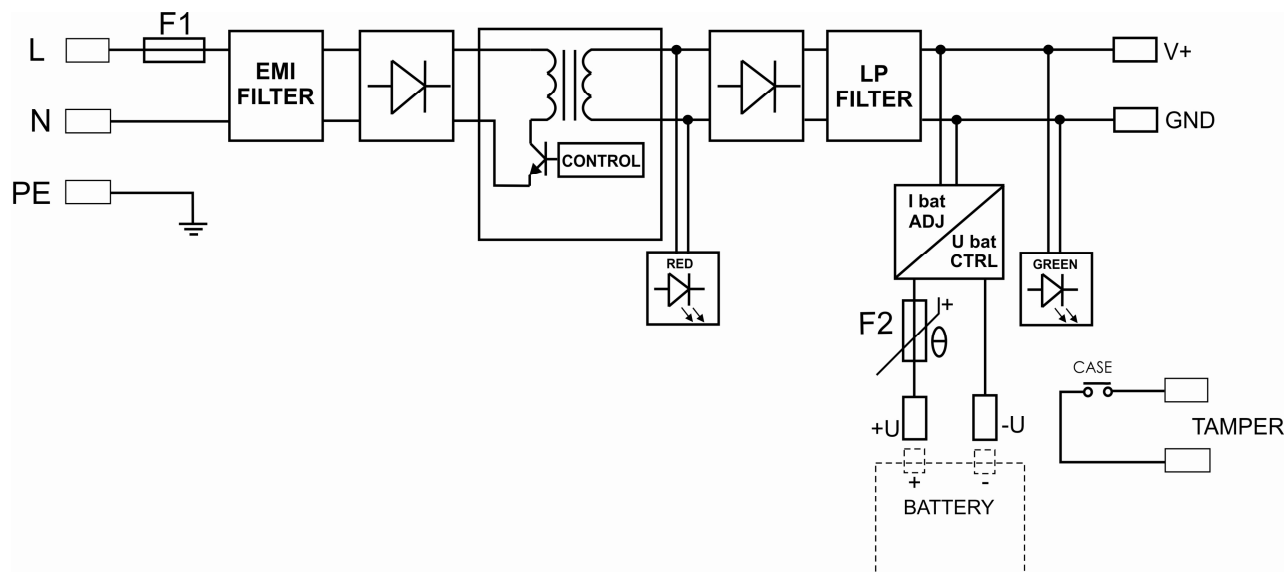 F1
L
N
PE
EMI
FILTER
CONTROL
LP
FILTER
V+
GND
RED
I bat
ADJ
U bat
CTRL
GREEN
F2
I+
θ
+U
-U
+
-
BATTERY
CASE
TAMPER